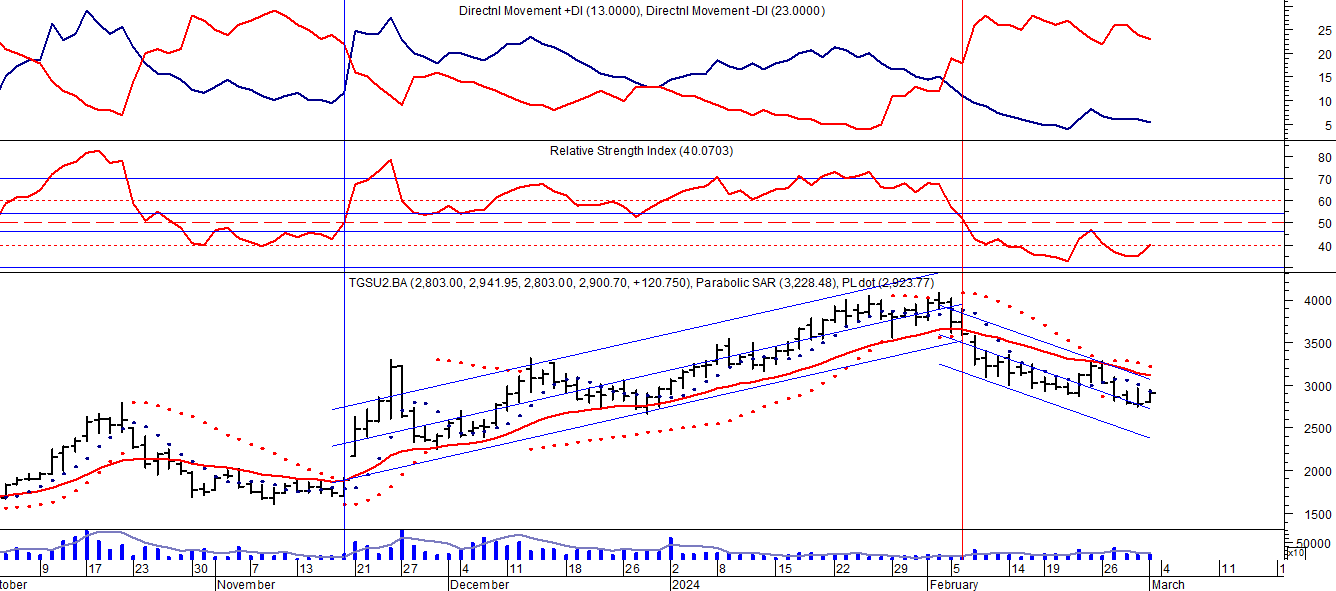 Directnl Movement +DI (13.0000), Directnl Movement -DI (23.0000)
25
20
15
10
5
Relative Strength Index (40.0703)
80
70
60
50
40
TGSU2.BA (2,803.00, 2,941.95, 2,803.00, 2,900.70, +120.750), Parabolic SAR (3,228.48), PL dot (2,923.77)
4000
3500
3000
2500
2000
1500
50000
x10
9 17 23 30 7 13 21 27 4 11 18 26 2 8 15 22 29 5 14 19 26 4 11 1
tober November December 2024 February March